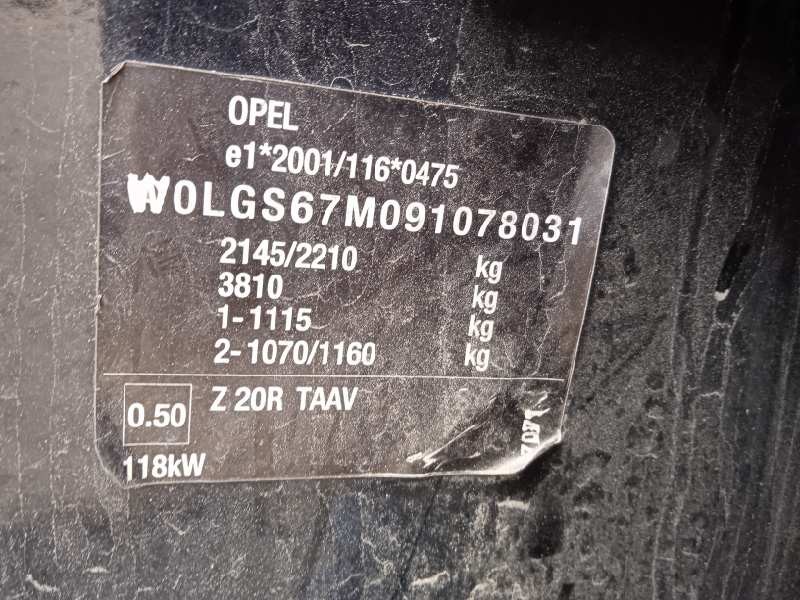 OPEL
e1*2001/116*0475
W0LGS67M091078031
2145/2210 kg
3810 kg
1-1115 kg
2-1070/1160 kg
0.50 Z 20R TAAV
118kW